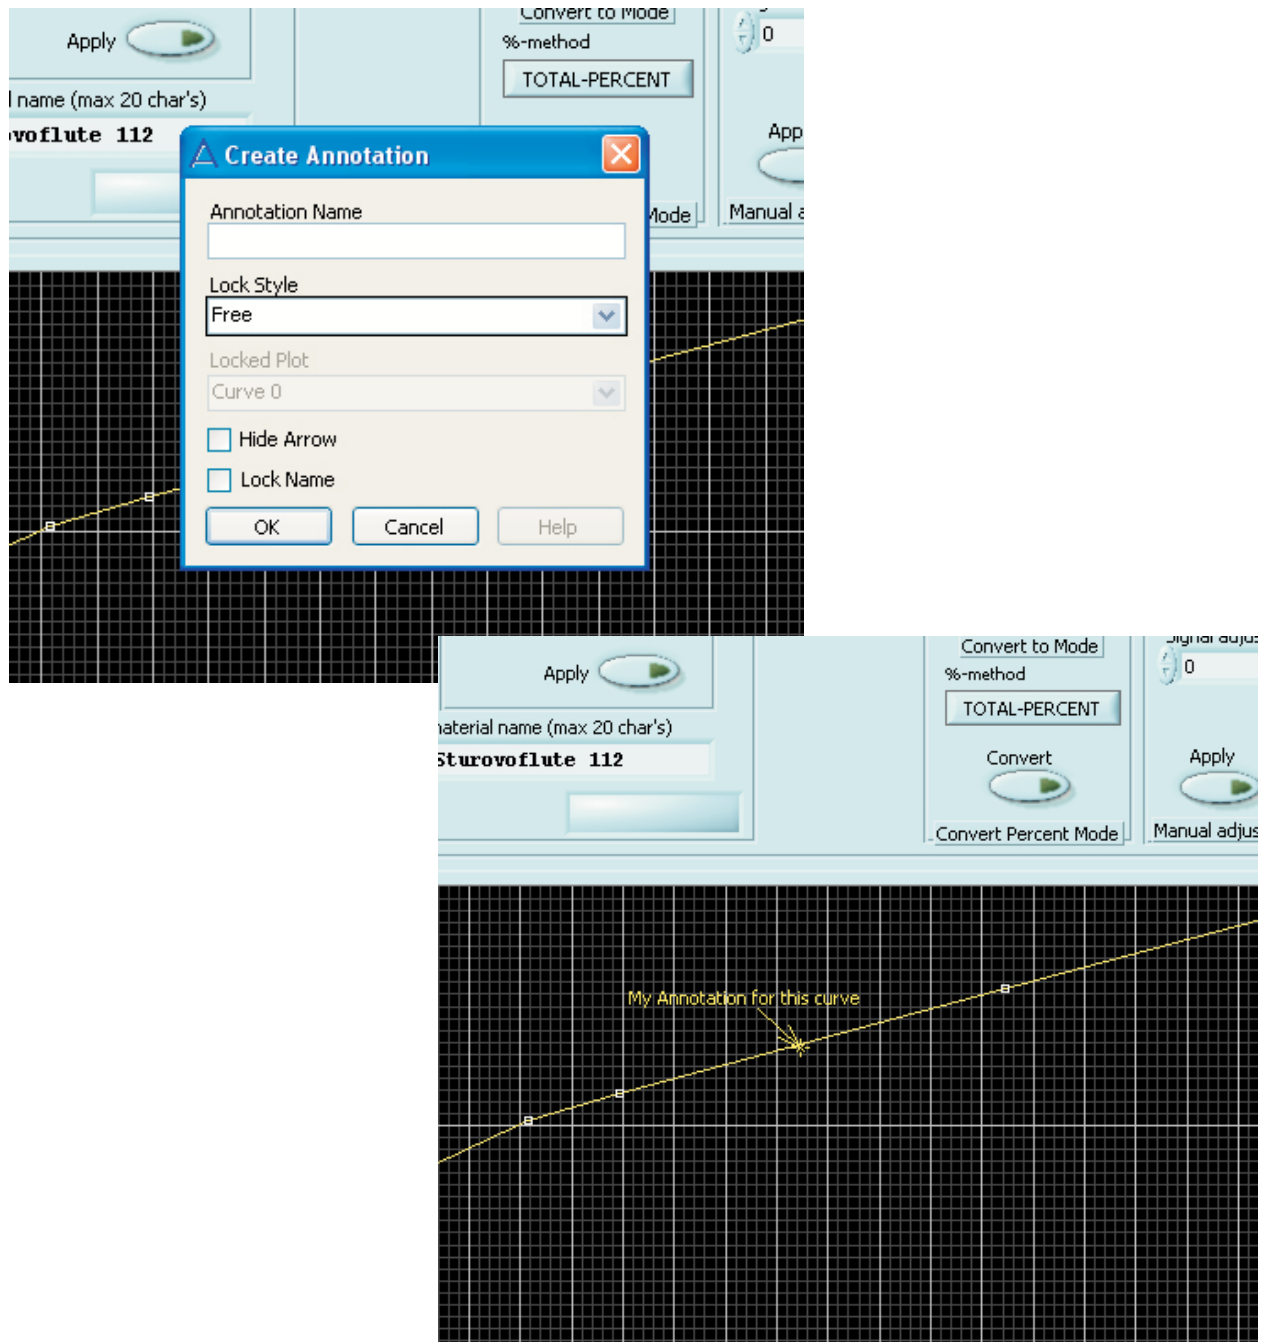 Convert to Mode
Apply
%-method
0
TOTAL-PERCENT
l name (max 20 char's)
voflute 112
App
Create Annotation
Annotation Name
Mode
Manual a
Lock Style
Free
Locked Plot
Curve 0
Hide Arrow
Lock Name
OK
Cancel
Help
Convert to Mode
Signal adjus
Apply
%-method
0
TOTAL-PERCENT
naterial name (max 20 char's)
Sturovoflute 112
Convert
Apply
Convert Percent Mode
Manual adjus
My Annotation for this curve